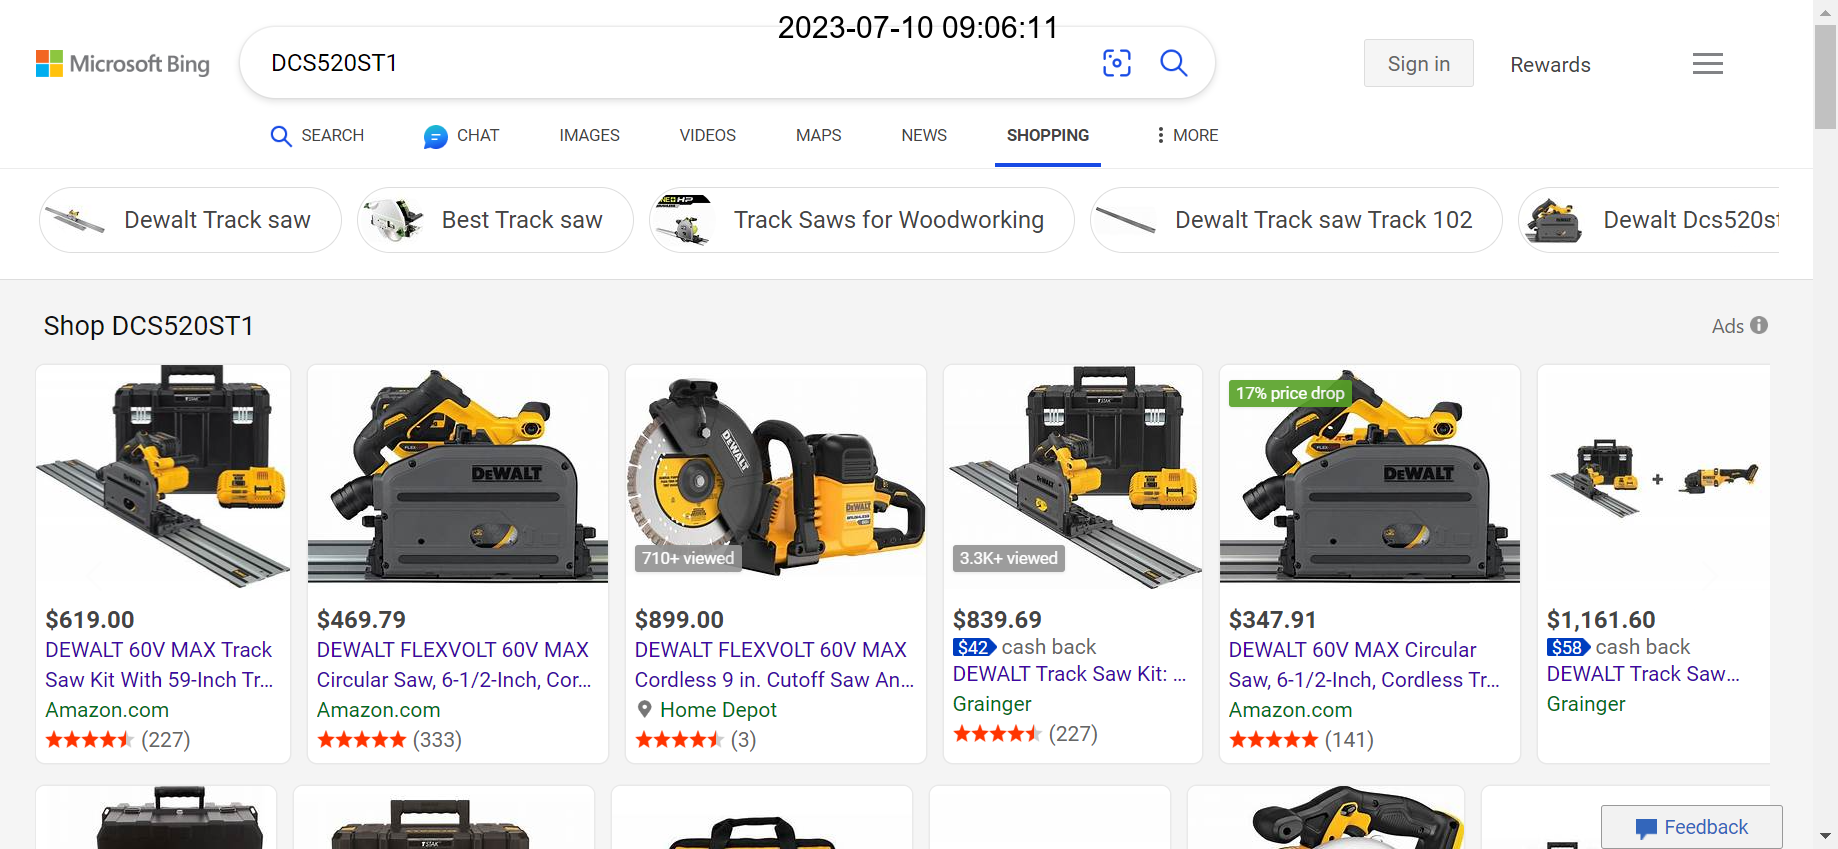 2023-07-10 09:06:11
Microsoft Bing
DCS520ST1
Sign in
Rewards
SEARCH
CHAT
IMAGES
VIDEOS
MAPS
NEWS
SHOPPING
MORE
Dewalt Track saw
Best Track saw
Track Saws for Woodworking
Dewalt Track saw Track 102
Dewalt Dcs520st
Shop DCS520ST1
Ads
$619.00
DEWALT 60V MAX Track
Saw Kit With 59-Inch Tr...
Amazon.com
(227)
DEWALT
$469.79
DEWALT FLEXVOLT 60V MAX
Circular Saw, 6-1/2-Inch, Cor...
Amazon.com
(333)
DEWALT
DEWALT
710+ viewed
$899.00
DEWALT FLEXVOLT 60V MAX
Cordless 9 in. Cutoff Saw An...
Home Depot
(3)
3.3K+ viewed
$839.69
$42 cash back
DEWALT Track Saw Kit: ...
Grainger
(227)
17% price drop
DEWALT
$347.91
DEWALT 60V MAX Circular
Saw, 6-1/2-Inch, Cordless Tr...
Amazon.com
(141)
$1,161.60
$58 cash back
DEWALT Track Saw...
Grainger
Feedback